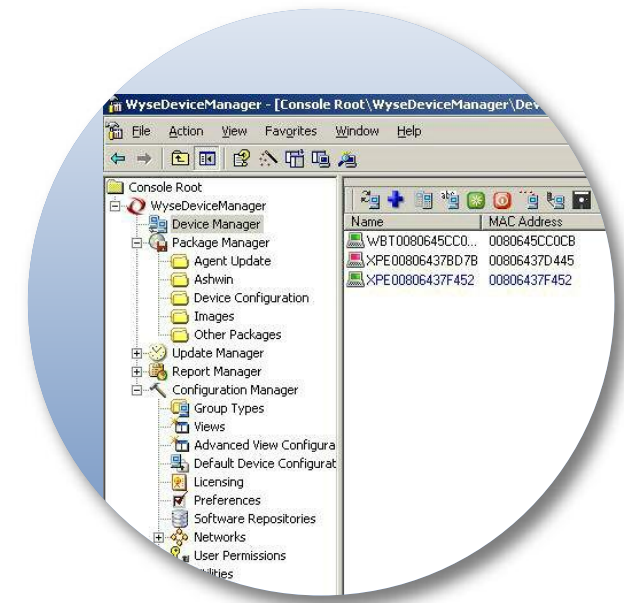 WyseDeviceManager - [Console Root\WyseDeviceManager\Dev
File Action View Favorites Window Help
Console Root
WyseDeviceManager
Device Manager
Package Manager
Agent Update
Ashwin
Device Configuration
Images
Other Packages
Update Manager
Report Manager
Configuration Manager
Group Types
Views
Advanced View Configura
Default Device Configurat
Licensing
Preferences
Software Repositories
Networks
User Permissions
Name MAC Address
WBT0080645CC0... 0080645CC0CB
XPE00806437BD7B 00806437D445
XPE00806437F452 00806437F452